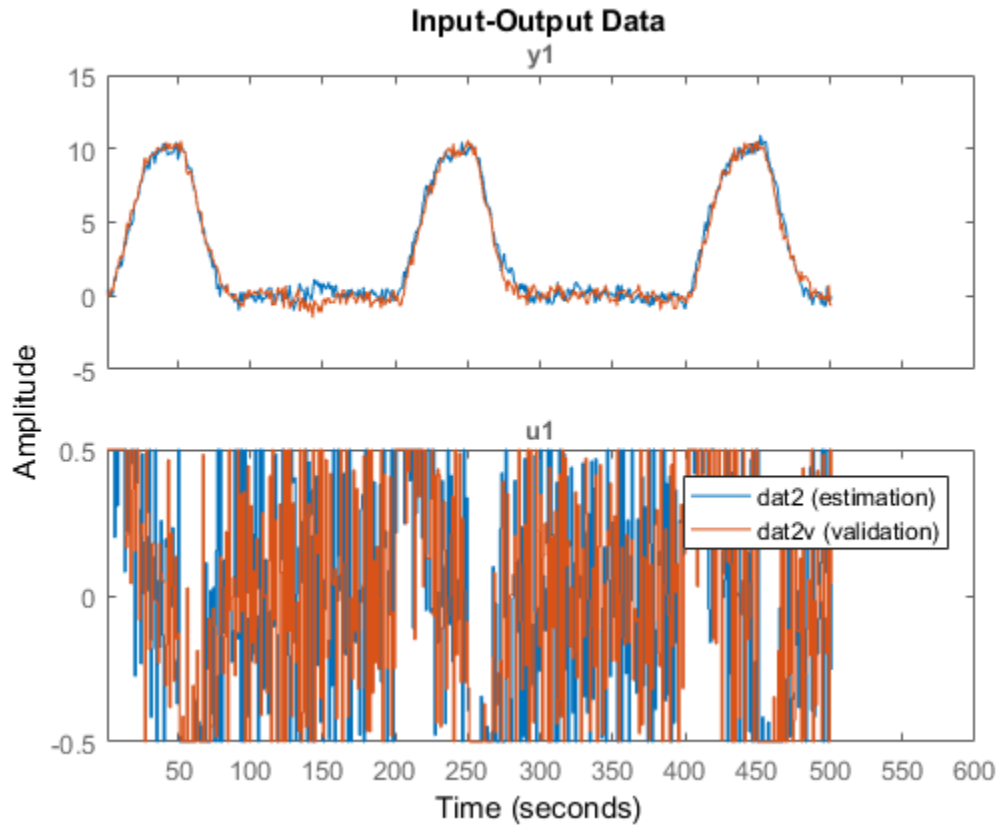 Input-Output Data
y1
15
10
5
0
-5
Amplitude
u1
0.5
0
-0.5
dat2 (estimation)
dat2v (validation)
50 100 150 200 250 300 350 400 450 500 550 600
Time (seconds)